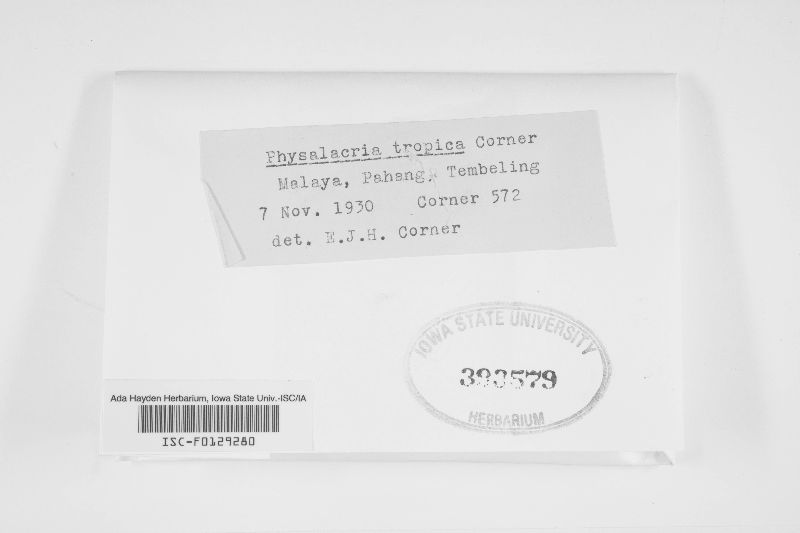 Physalacria tropica Corner
Malaya, Pahang, Tembeling
7 Nov. 1930 Corner 572
det. E.J.H. Corner
IOWA STATE UNIVERSITY
393579
HERBARIUM
Ada Hayden Herbarium, Iowa State Univ.-ISC/IA
ISC-F0129280